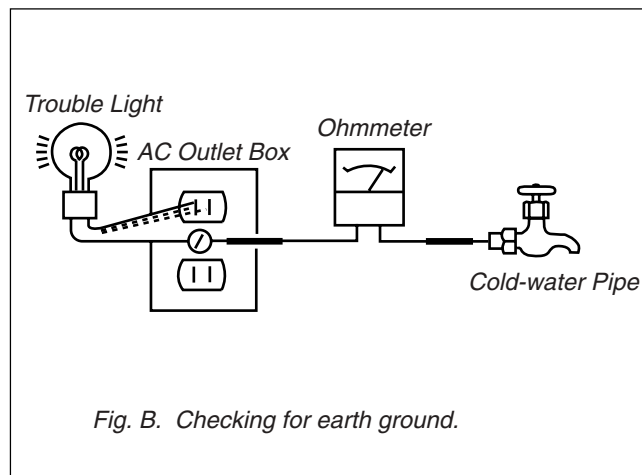 Trouble Light
Ohmmeter
AC Outlet Box
Cold-water Pipe
Fig. B.  Checking for earth ground.